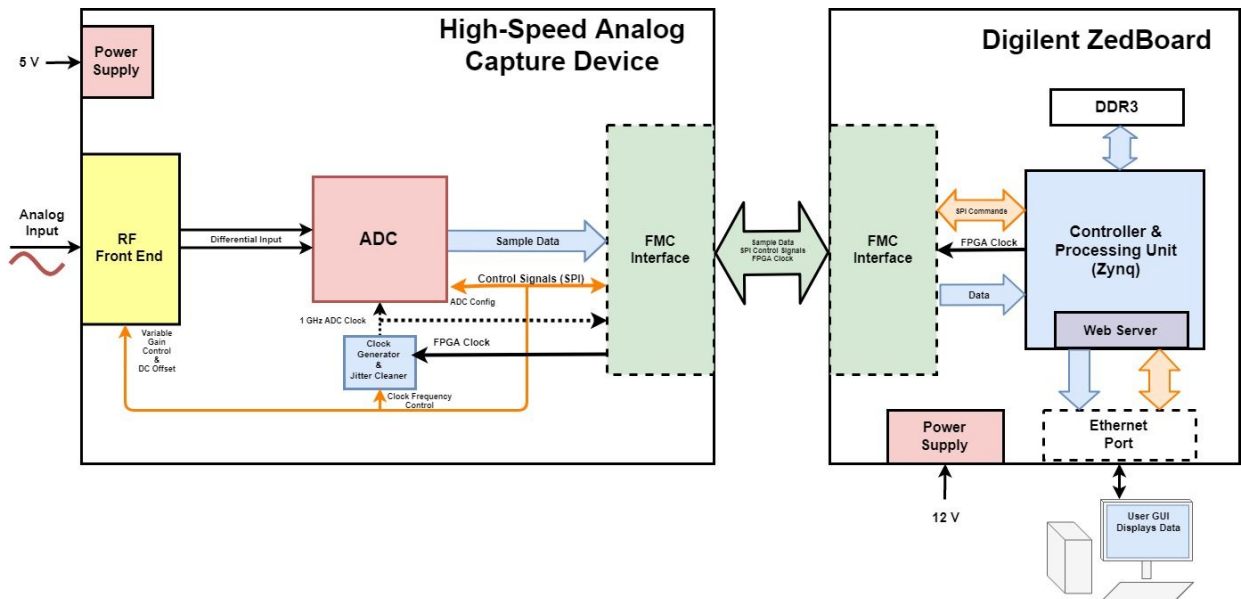 High-Speed Analog
Capture Device
Digilent ZedBoard
Power
Supply
5 V
DDR3
Analog
Input
RF
Front End
Differential Input
ADC
Sample Data
FMC
Interface
Sample Data
SPI Control Signals
FPGA Clock
FMC
Interface
SPI Commands
FPGA Clock
Data
Controller &
Processing Unit
(Zynq)
Web Server
Control Signals (SPI)
ADC Config
1 GHz ADC Clock
Variable
Gain
Control
&
DC Offset
Clock
Generator
&
Jitter Cleaner
FPGA Clock
Clock Frequency
Control
Power
Supply
12 V
Ethernet
Port
User GUI
Displays Data